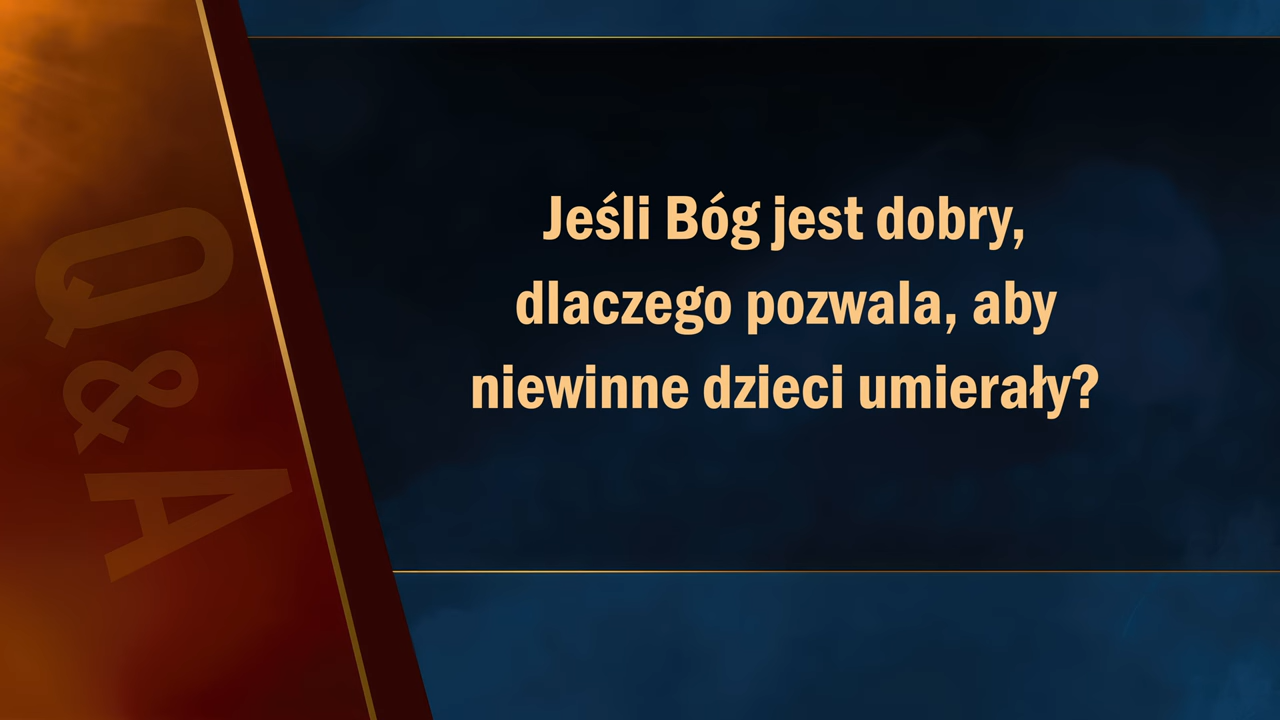 Q&A
Jeśli Bóg jest dobry,
dlaczego pozwala, aby
niewinne dzieci umierały?